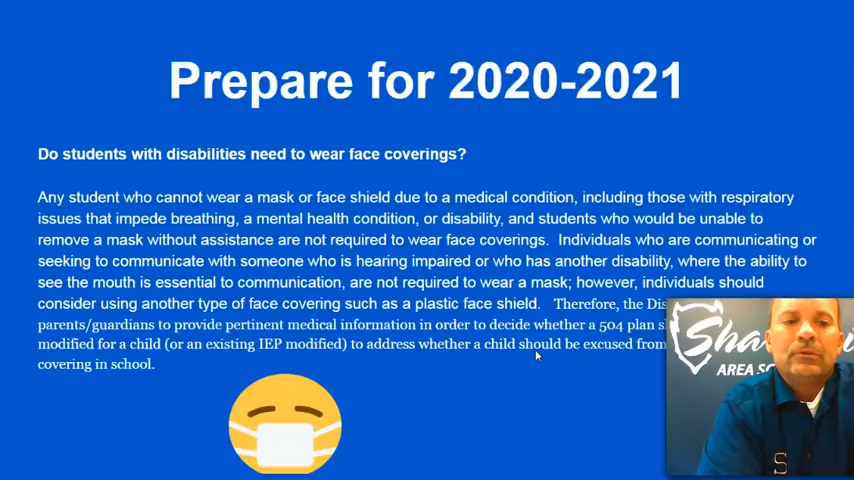 Prepare for 2020-2021
Do students with disabilities need to wear face coverings?
Any student who cannot wear a mask or face shield due to a medical condition, including those with respiratory
issues that impede breathing, a mental health condition, or disability, and students who would be unable to
remove a mask without assistance are not required to wear face coverings.  Individuals who are communicating or
seeking to communicate with someone who is hearing impaired or who has another disability, where the ability to
see the mouth is essential to communication, are not required to wear a mask; however, individuals should
consider using another type of face covering such as a plastic face shield.   Therefore, the
parents/guardians to provide pertinent medical information in order to decide whether a 504 plan
modified for a child (or an existing IEP modified) to address whether a child should be excused from
covering in school.
AREA
S